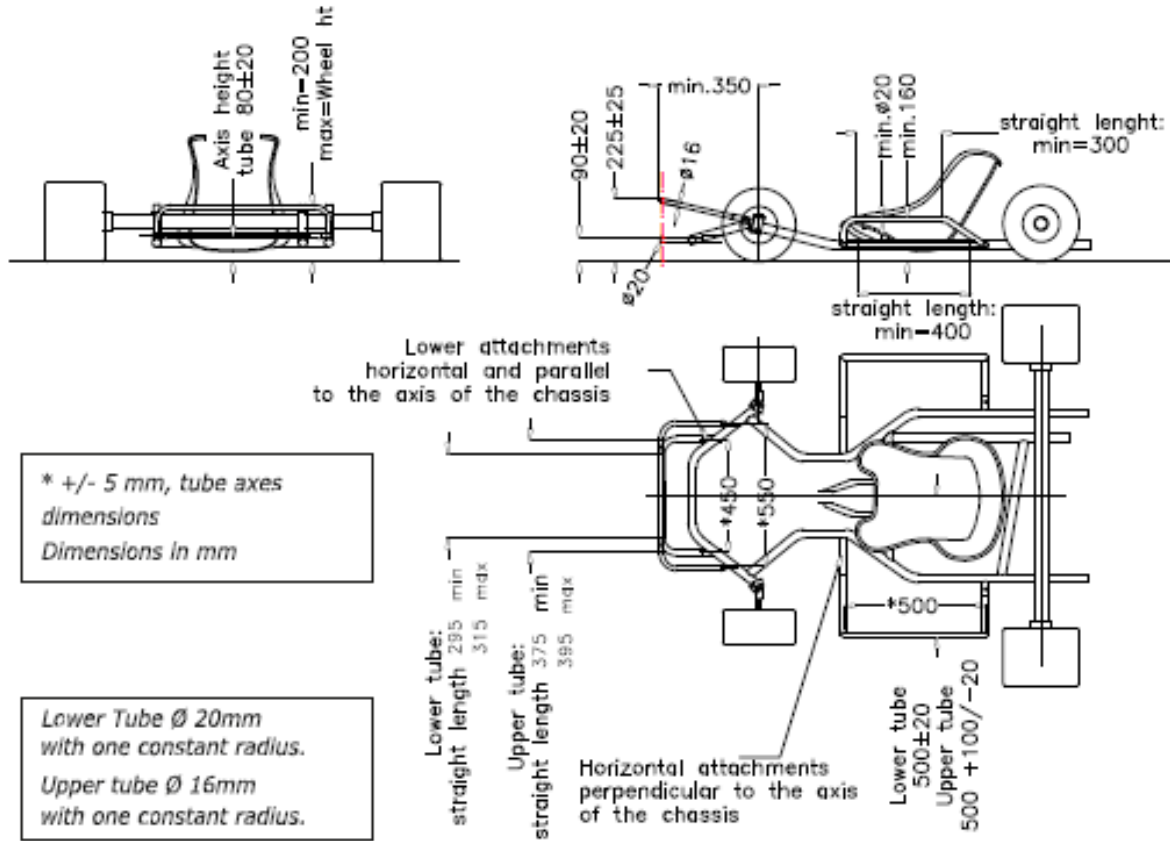 Axis height
tube 80±20
min=200
max=Wheel ht
min.350
90±20
225±25
ø16
ø20
min.ø20
min.160
straight lenght:
min=300
straight length:
min=400
Lower attachments
horizontal and parallel
to the axis of the chassis
* +/- 5 mm, tube axes
dimensions
Dimensions in mm
*450
*550
*500
Lower tube:
straight length 295 min
315 max
Upper tube:
straight length 375 min
395 max
Lower tube
500±20
Upper tube
500 +100/-20
Horizontal attachments
perpendicular to the axis
of the chassis
Lower Tube Ø 20mm
with one constant radius.
Upper tube Ø 16mm
with one constant radius.